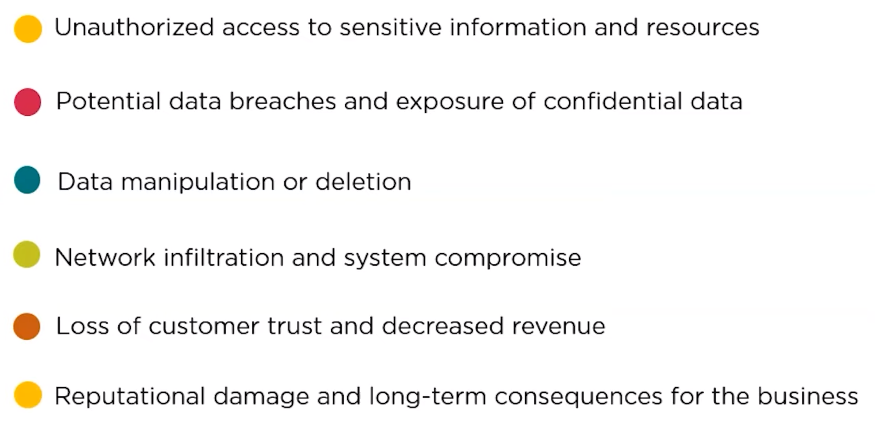 Unauthorized access to sensitive information and resources
Potential data breaches and exposure of confidential data
Data manipulation or deletion
Network infiltration and system compromise
Loss of customer trust and decreased revenue
Reputational damage and long-term consequences for the business